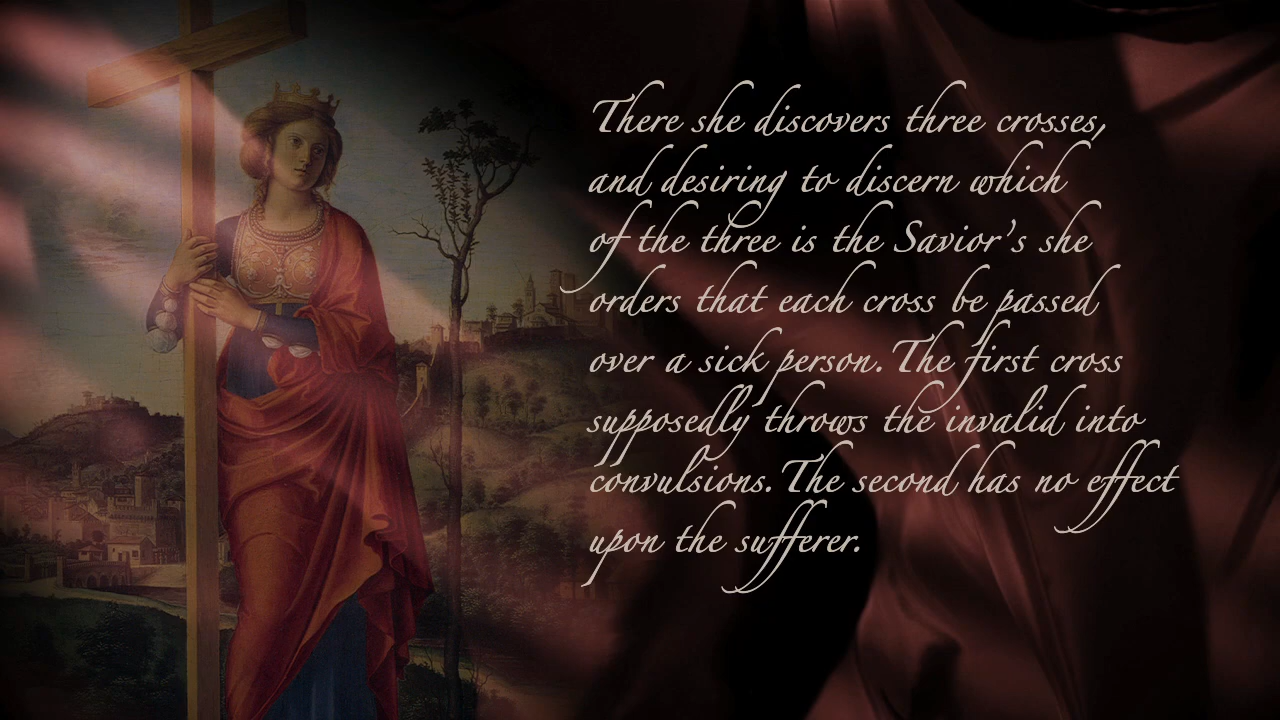 There she discovers three crosses,
and desiring to discern which
of the three is the Savior's she
orders that each cross be passed
over a sick person. The first cross
supposedly throws the invalid into
convulsions. The second has no effect
upon the sufferer.